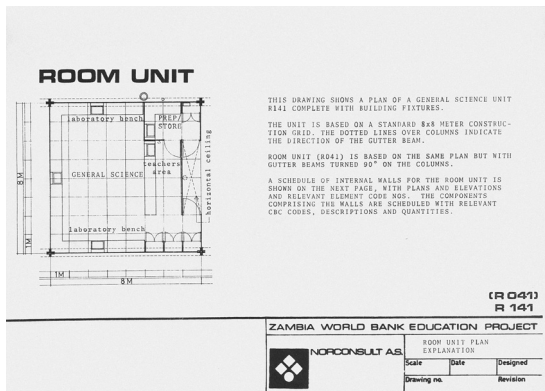 ROOM UNIT
laboratory bench
PREP/
STORE
teachers
area
GENERAL SCIENCE
horizontal ceiling
laboratory bench
8M
1M
1M
8M
THIS DRAWING SHOWS A PLAN OF A GENERAL SCIENCE UNIT
R141 COMPLETE WITH BUILDING FIXTURES.
THE UNIT IS BASED ON A STANDARD 8x8 METER CONSTRUC-
TION GRID. THE DOTTED LINES OVER COLUMNS INDICATE
THE DIRECTION OF THE GUTTER BEAM.
ROOM UNIT (R041) IS BASED ON THE SAME PLAN BUT WITH
GUTTER BEAMS TURNED 90° ON THE COLUMNS.
A SCHEDULE OF INTERNAL WALLS FOR THE ROOM UNIT IS
SHOWN ON THE NEXT PAGE, WITH PLANS AND ELEVATIONS
AND RELEVANT ELEMENT CODE NOS. THE COMPONENTS
COMPRISING THE WALLS ARE SCHEDULED WITH RELEVANT
CBC CODES, DESCRIPTIONS AND QUANTITIES.
(R 041)
R 141
ZAMBIA WORLD BANK EDUCATION PROJECT
NORCONSULT A.S.
ROOM UNIT PLAN
EXPLANATION
Scale Date Designed
Drawing no. Revision